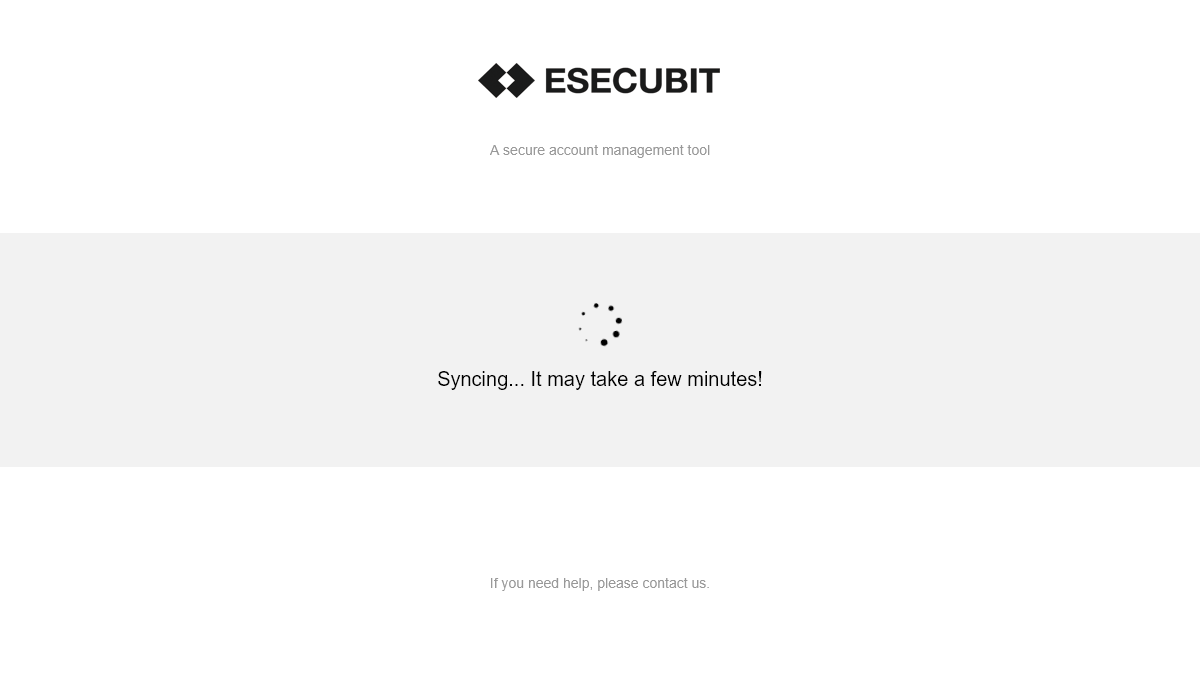 ESECUBIT
A secure account management tool
Syncing... It may take a few minutes!
If you need help, please contact us.